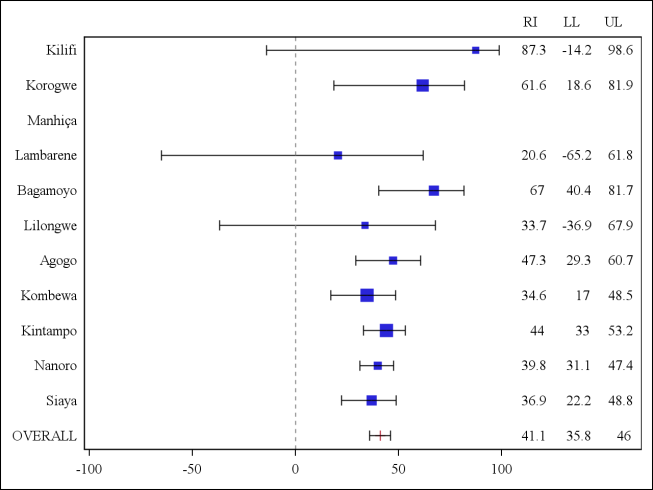 RI LL UL
Kilifi 87.3 -14.2 98.6
Korogwe 61.6 18.6 81.9
Manhiça
Lambarene 20.6 -65.2 61.8
Bagamoyo 67 40.4 81.7
Lilongwe 33.7 -36.9 67.9
Agogo 47.3 29.3 60.7
Kombewa 34.6 17 48.5
Kintampo 44 33 53.2
Nanoro 39.8 31.1 47.4
Siaya 36.9 22.2 48.8
OVERALL 41.1 35.8 46
-100 -50 0 50 100